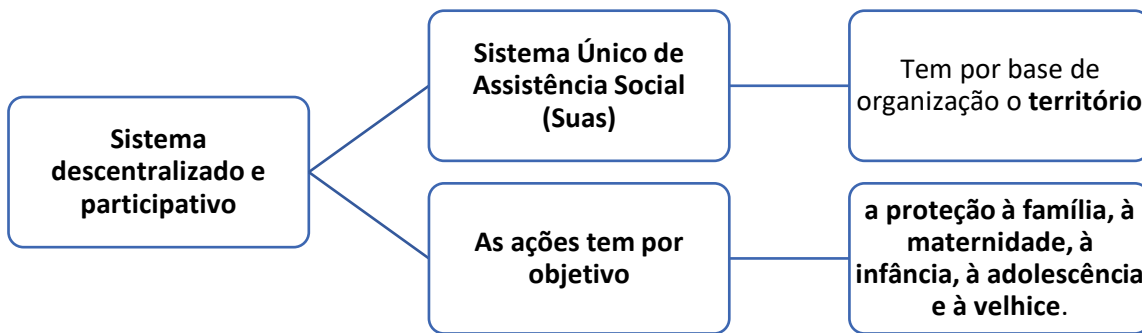 Sistema
descentralizado e
participativo
Sistema Único de
Assistência Social
(Suas)
Tem por base de
organização o território
As ações tem por
objetivo
a proteção à família, à
maternidade, à
infância, à adolescência
e à velhice.